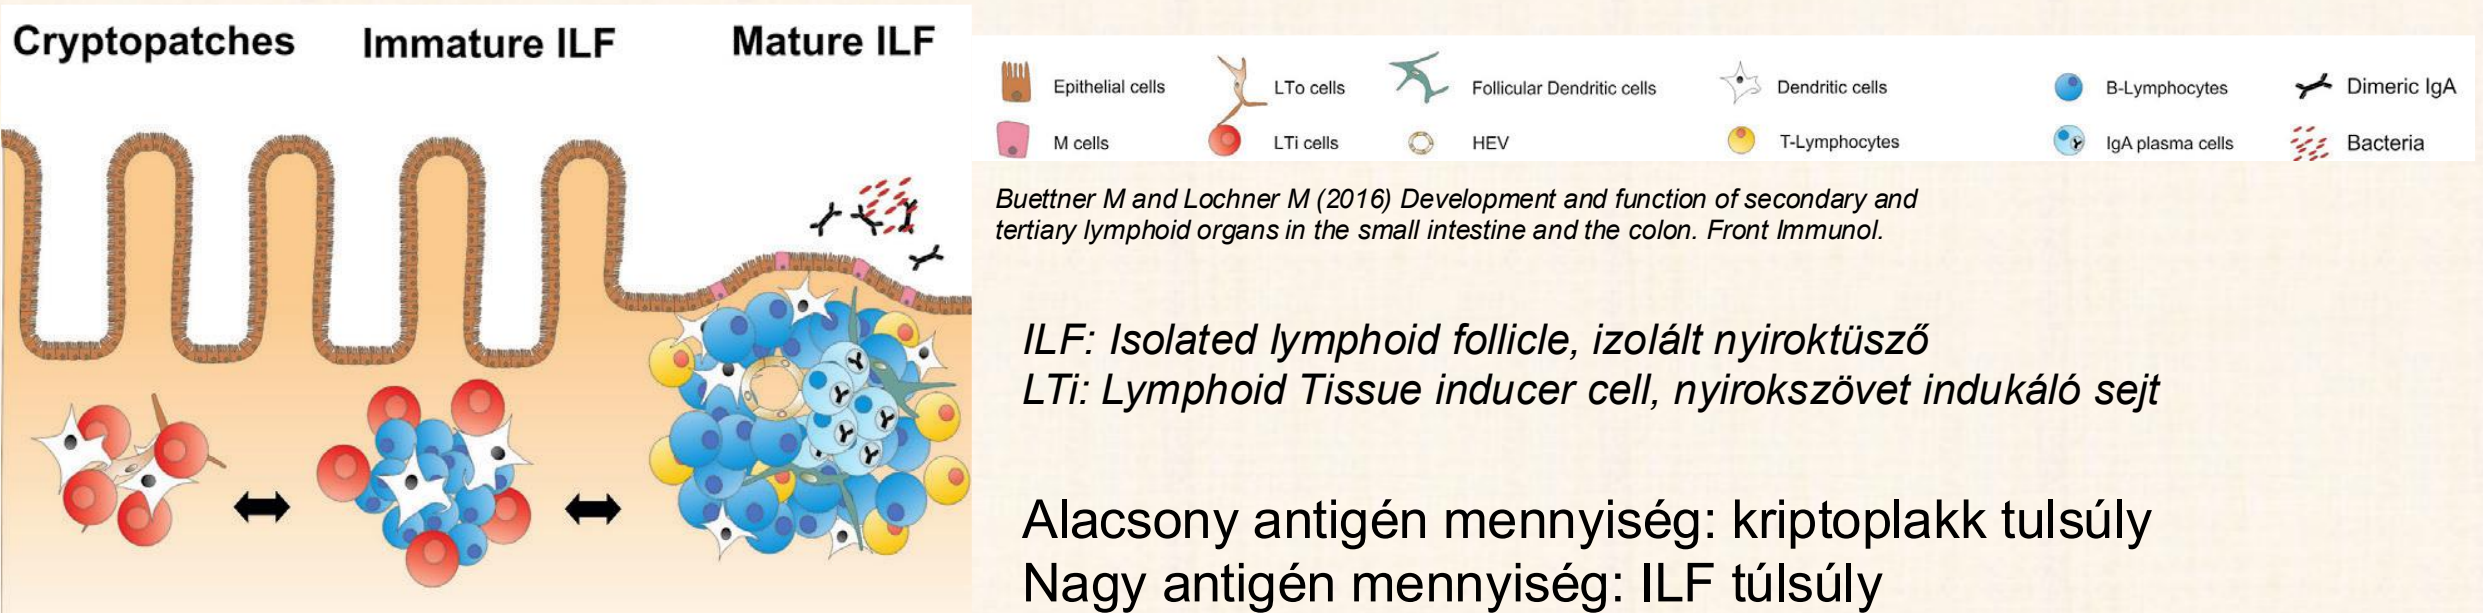 Cryptopatches Immature ILF Mature ILF
Epithelial cells LTo cells Follicular Dendritic cells Dendritic cells B-Lymphocytes Dimeric IgA
M cells LTi cells HEV T-Lymphocytes IgA plasma cells Bacteria
Buettner M and Lochner M (2016) Development and function of secondary and
tertiary lymphoid organs in the small intestine and the colon. Front Immunol.
ILF: Isolated lymphoid follicle, izolált nyiroktüsző
LTi: Lymphoid Tissue inducer cell, nyirokszövet indukáló sejt
Alacsony antigén mennyiség: kriptoplakk tulsúly
Nagy antigén mennyiség: ILF túlsúly